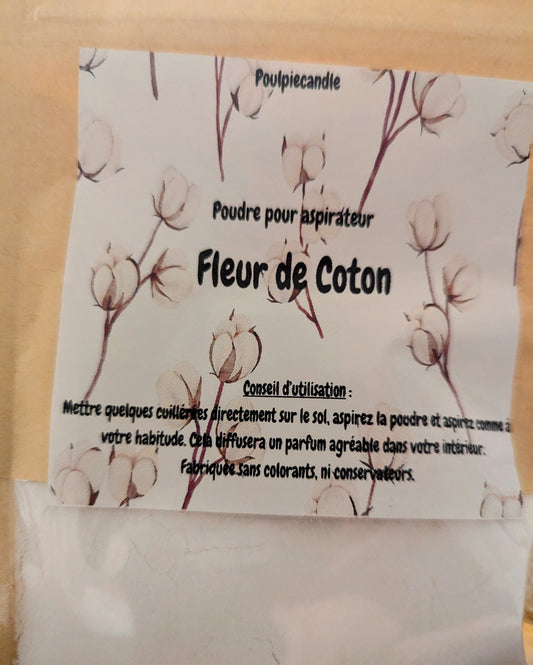 Poulpiecandle
Poudre pour aspirateur
Fleur de Coton
Conseil d'utilisation :
Mettre quelques cuillérées directement sur le sol, aspirez la poudre et aspirez comme à
votre habitude. Cela diffusera un parfum agréable dans votre intérieur.
Fabriquée sans colorants, ni conservateurs.